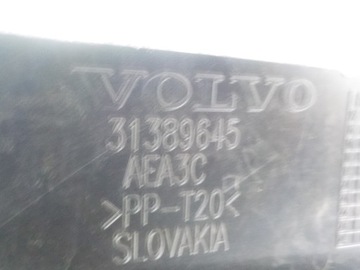 VOLVO
31389645
AEA3C
>PP-T20<
SLOVAKIA